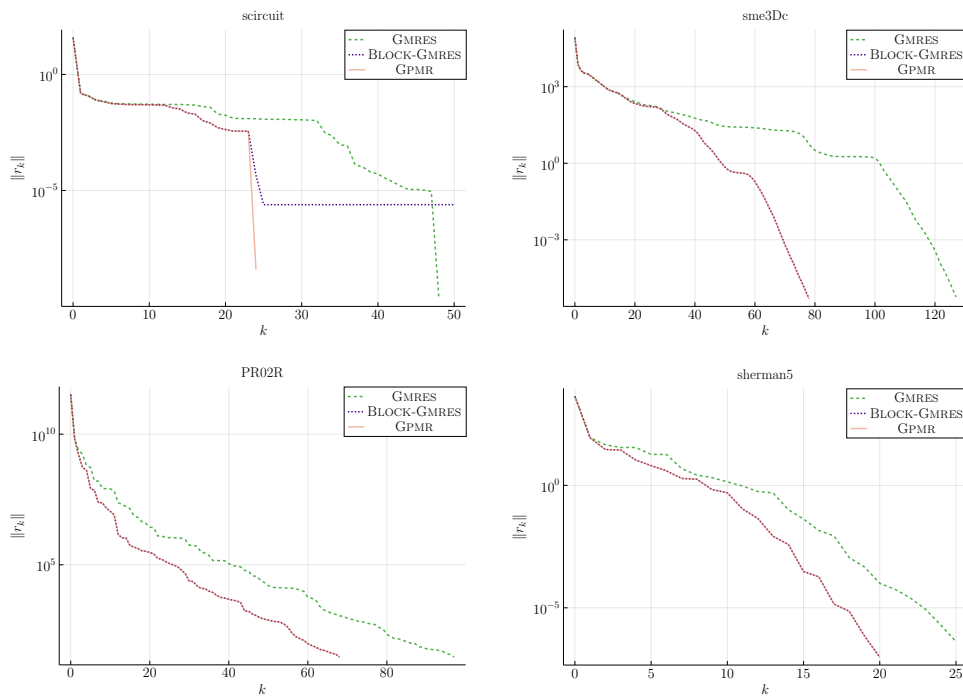 scircuit
GMRES
BLOCK-GMRES
GPMR
10^0
10^{-5}
‖r_k‖
0 10 20 30 40 50
k
sme3Dc
GMRES
BLOCK-GMRES
GPMR
10^3
10^0
10^{-3}
‖r_k‖
0 20 40 60 80 100 120
k
PR02R
GMRES
BLOCK-GMRES
GPMR
10^{10}
10^5
‖r_k‖
0 20 40 60 80
k
sherman5
GMRES
BLOCK-GMRES
GPMR
10^0
10^{-5}
‖r_k‖
0 5 10 15 20 25
k